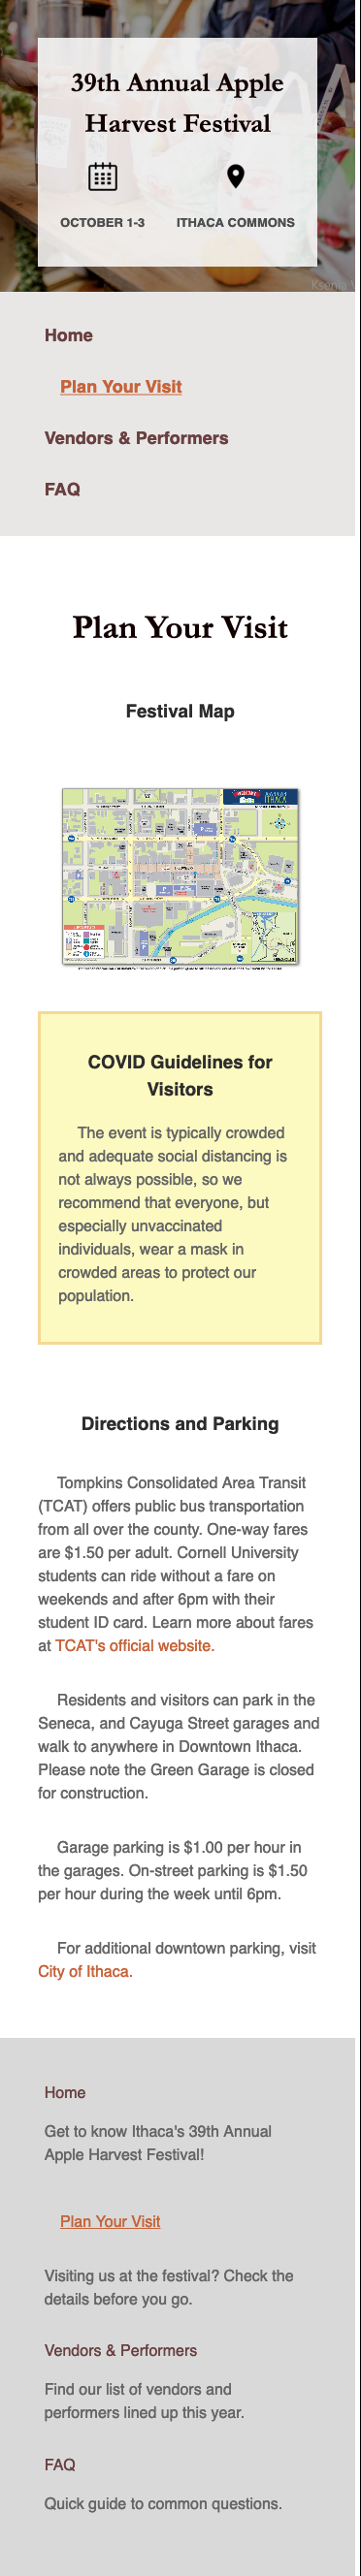 39th Annual Apple
Harvest Festival
OCTOBER 1-3
ITHACA COMMONS
Ksenia
Home
Plan Your Visit
Vendors & Performers
FAQ
Plan Your Visit
Festival Map
COVID Guidelines for
Visitors
The event is typically crowded
and adequate social distancing is
not always possible, so we
recommend that everyone, but
especially unvaccinated
individuals, wear a mask in
crowded areas to protect our
population.
Directions and Parking
Tompkins Consolidated Area Transit
(TCAT) offers public bus transportation
from all over the county. One-way fares
are $1.50 per adult. Cornell University
students can ride without a fare on
weekends and after 6pm with their
student ID card. Learn more about fares
at TCAT's official website.
Residents and visitors can park in the
Seneca, and Cayuga Street garages and
walk to anywhere in Downtown Ithaca.
Please note the Green Garage is closed
for construction.
Garage parking is $1.00 per hour in
the garages. On-street parking is $1.50
per hour during the week until 6pm.
For additional downtown parking, visit
City of Ithaca.
Home
Get to know Ithaca's 39th Annual
Apple Harvest Festival!
Plan Your Visit
Visiting us at the festival? Check the
details before you go.
Vendors & Performers
Find our list of vendors and
performers lined up this year.
FAQ
Quick guide to common questions.